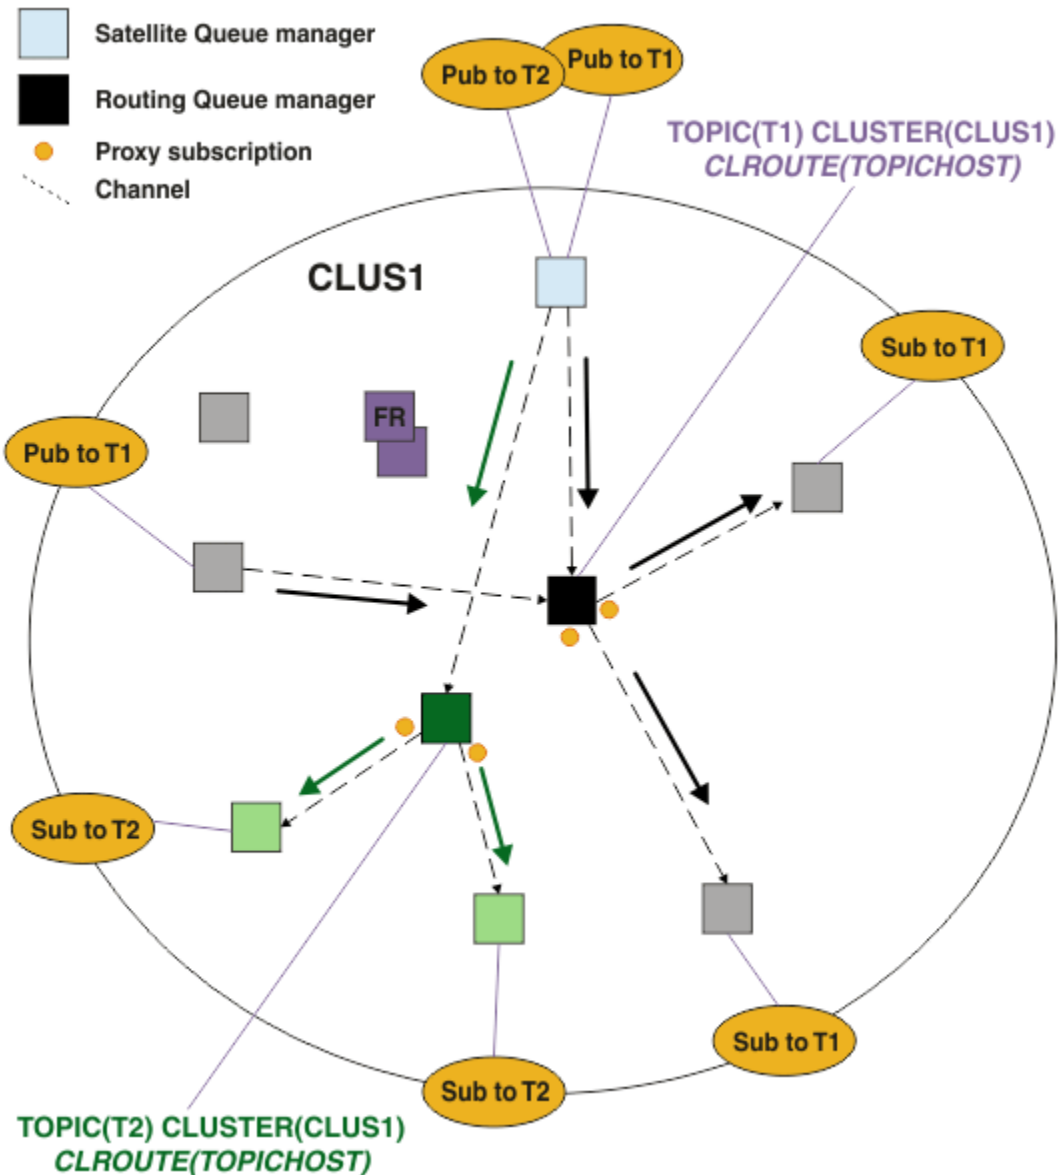 Satellite Queue manager
Routing Queue manager
Proxy subscription
Channel
Pub to T2
Pub to T1
TOPIC(T1) CLUSTER(CLUS1)
CLROUTE(TOPICHOST)
CLUS1
Sub to T1
FR
Pub to T1
Sub to T2
Sub to T1
Sub to T2
TOPIC(T2) CLUSTER(CLUS1)
CLROUTE(TOPICHOST)